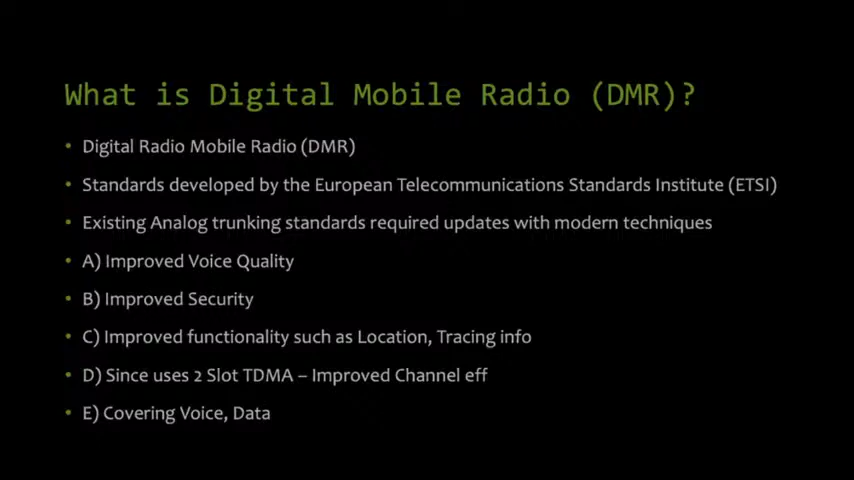 What is Digital Mobile Radio (DMR)?
• Digital Radio Mobile Radio (DMR)
• Standards developed by the European Telecommunications Standards Institute (ETSI)
• Existing Analog trunking standards required updates with modern techniques
• A) Improved Voice Quality
• B) Improved Security
• C) Improved functionality such as Location, Tracing info
• D) Since uses 2 Slot TDMA – Improved Channel eff
• E) Covering Voice, Data